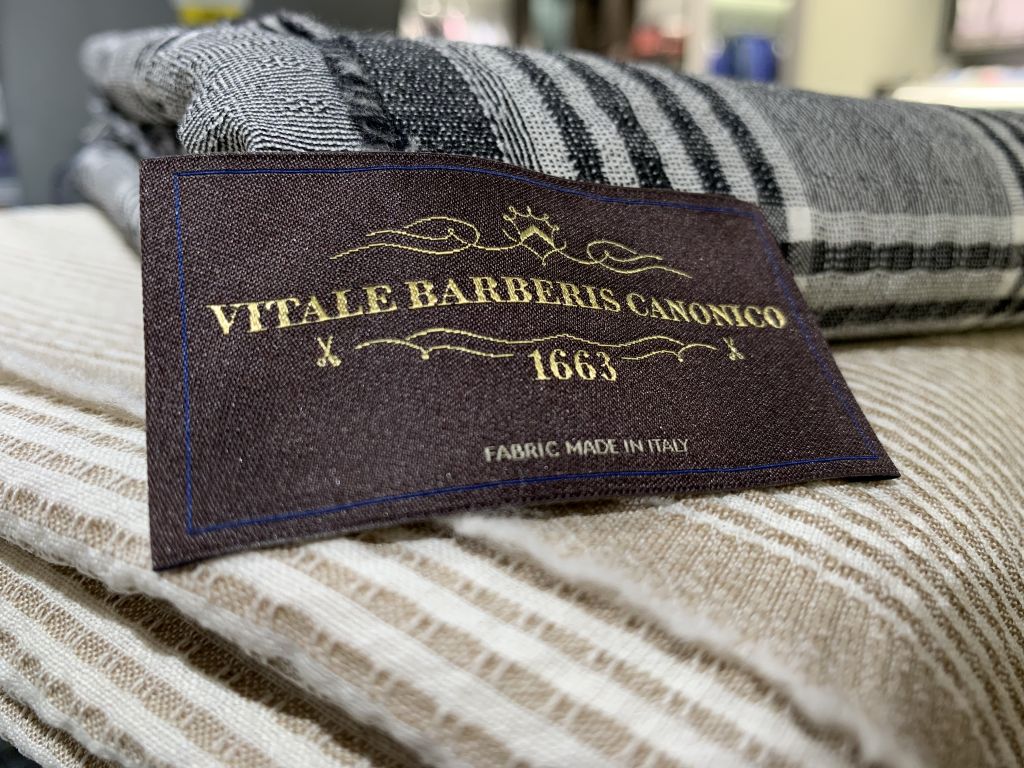 VITALE BARBERIS CANONICO
1663
FABRIC MADE IN ITALY